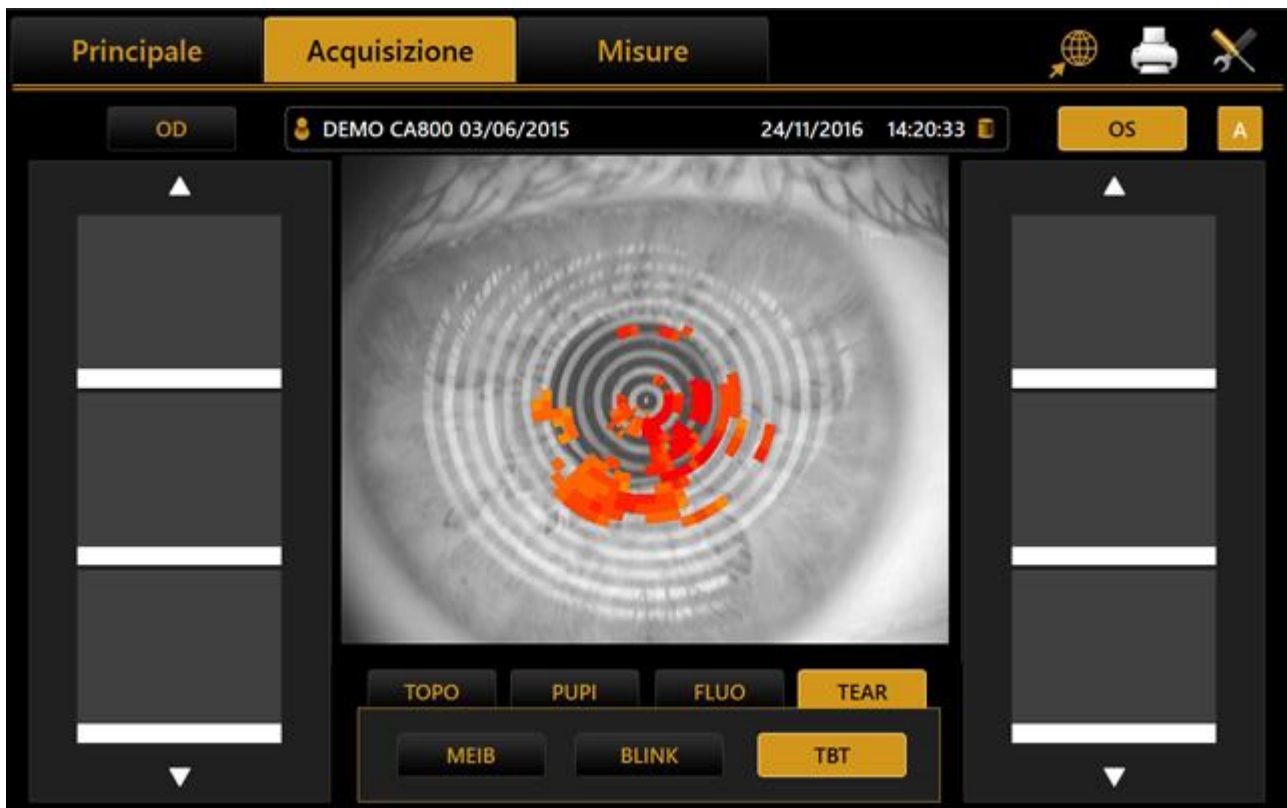 Principale Acquisizione Misure
OD DEMO CA800 03/06/2015 24/11/2016 14:20:33 OS A
TOPO PUPI FLUO TEAR
MEIB BLINK TBT